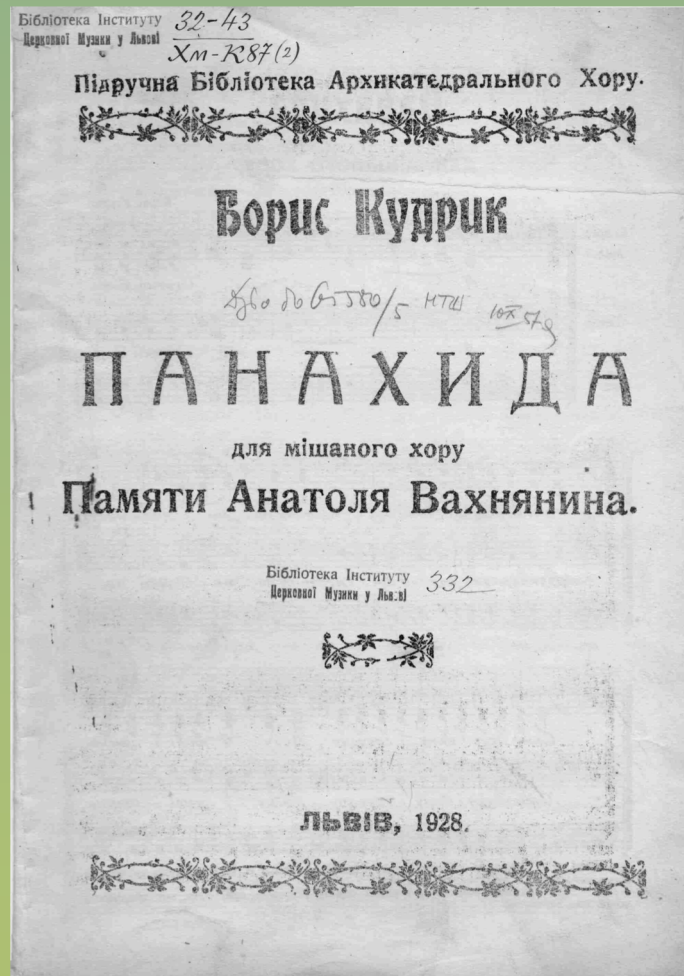 Бібліотека Інституту
Церковної Музики у Львові
32-43
Хм-К87(2)
Підручна Бібліотека Архикатедрального Хору.
Борис Кудрик
НТШ
ПАНАХИДА
для мішаного хору
Памяти Анатоля Вахнянина.
Бібліотека Інституту
Церковної Музики у Львові
332
ЛЬВІВ, 1928.